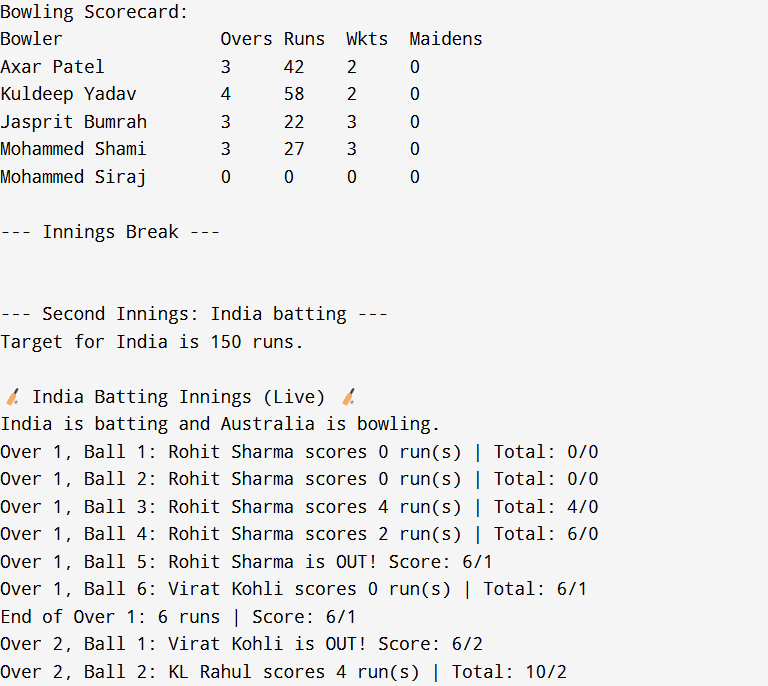 Bowling Scorecard:
Bowler Overs Runs Wkts Maidens
Axar Patel 3 42 2 0
Kuldeep Yadav 4 58 2 0
Jasprit Bumrah 3 22 3 0
Mohammed Shami 3 27 3 0
Mohammed Siraj 0 0 0 0
--- Innings Break ---
--- Second Innings: India batting ---
Target for India is 150 runs.
🏏 India Batting Innings (Live) 🏏
India is batting and Australia is bowling.
Over 1, Ball 1: Rohit Sharma scores 0 run(s) | Total: 0/0
Over 1, Ball 2: Rohit Sharma scores 0 run(s) | Total: 0/0
Over 1, Ball 3: Rohit Sharma scores 4 run(s) | Total: 4/0
Over 1, Ball 4: Rohit Sharma scores 2 run(s) | Total: 6/0
Over 1, Ball 5: Rohit Sharma is OUT! Score: 6/1
Over 1, Ball 6: Virat Kohli scores 0 run(s) | Total: 6/1
End of Over 1: 6 runs | Score: 6/1
Over 2, Ball 1: Virat Kohli is OUT! Score: 6/2
Over 2, Ball 2: KL Rahul scores 4 run(s) | Total: 10/2